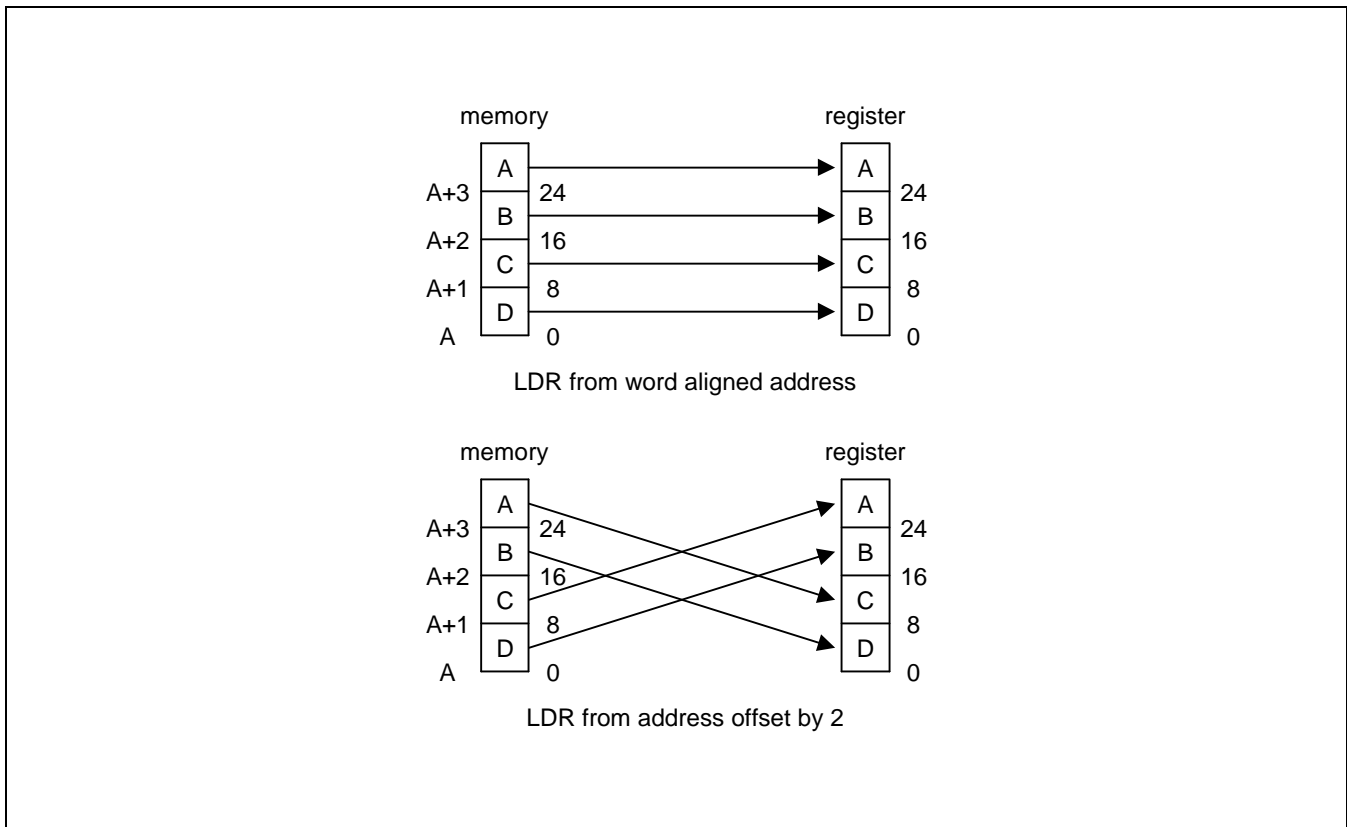 memory register
A A
A+3 24 24
B B
A+2 16 16
C C
A+1 8 8
D D
A 0 0
LDR from word aligned address
memory register
A A
A+3 24 24
B B
A+2 16 16
C C
A+1 8 8
D D
A 0 0
LDR from address offset by 2